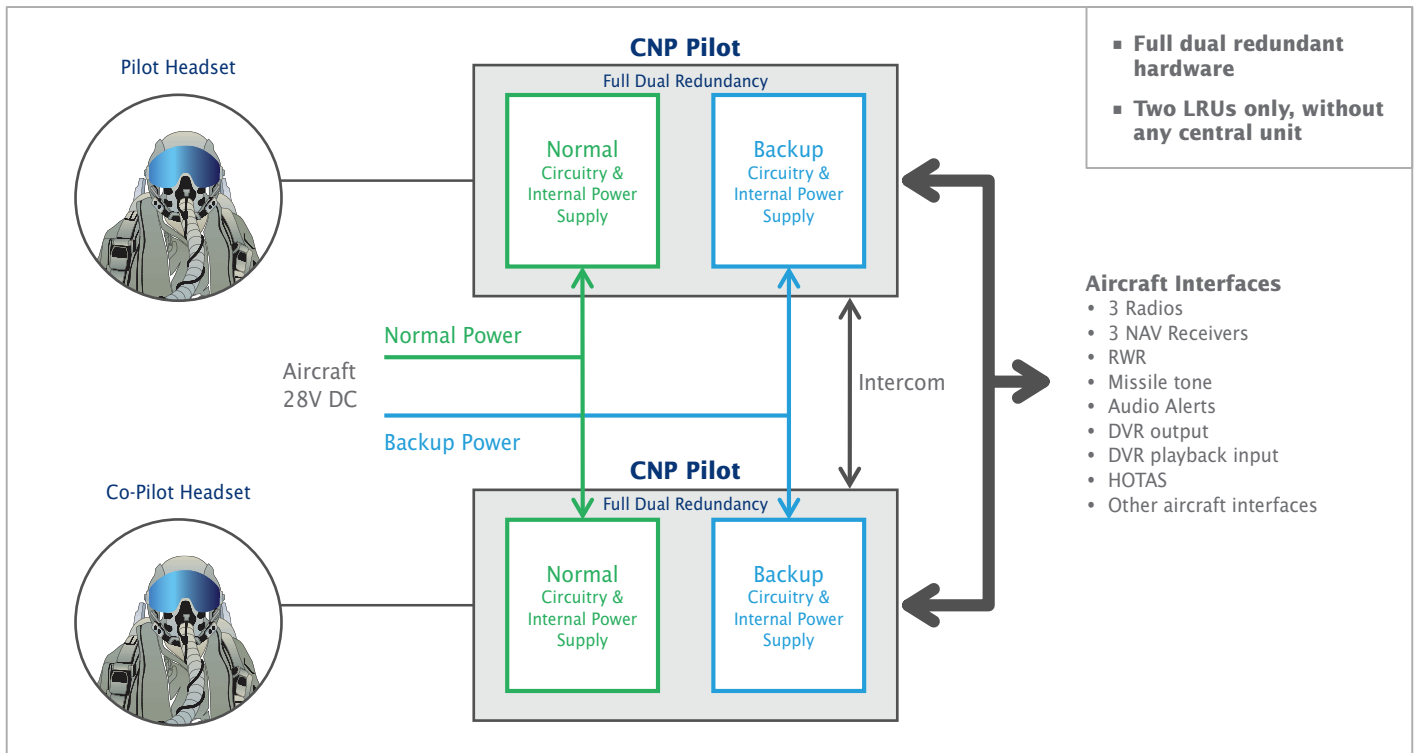 CNP Pilot
Pilot Headset
Full Dual Redundancy
Normal
Circuitry &
Internal Power
Supply
Backup
Circuitry &
Internal Power
Supply
▪ Full dual redundant
hardware
▪ Two LRUs only, without
any central unit
Normal Power
Aircraft
28V DC
Backup Power
Intercom
Aircraft Interfaces
• 3 Radios
• 3 NAV Receivers
• RWR
• Missile tone
• Audio Alerts
• DVR output
• DVR playback input
• HOTAS
• Other aircraft interfaces
CNP Pilot
Co-Pilot Headset
Full Dual Redundancy
Normal
Circuitry &
Internal Power
Supply
Backup
Circuitry &
Internal Power
Supply